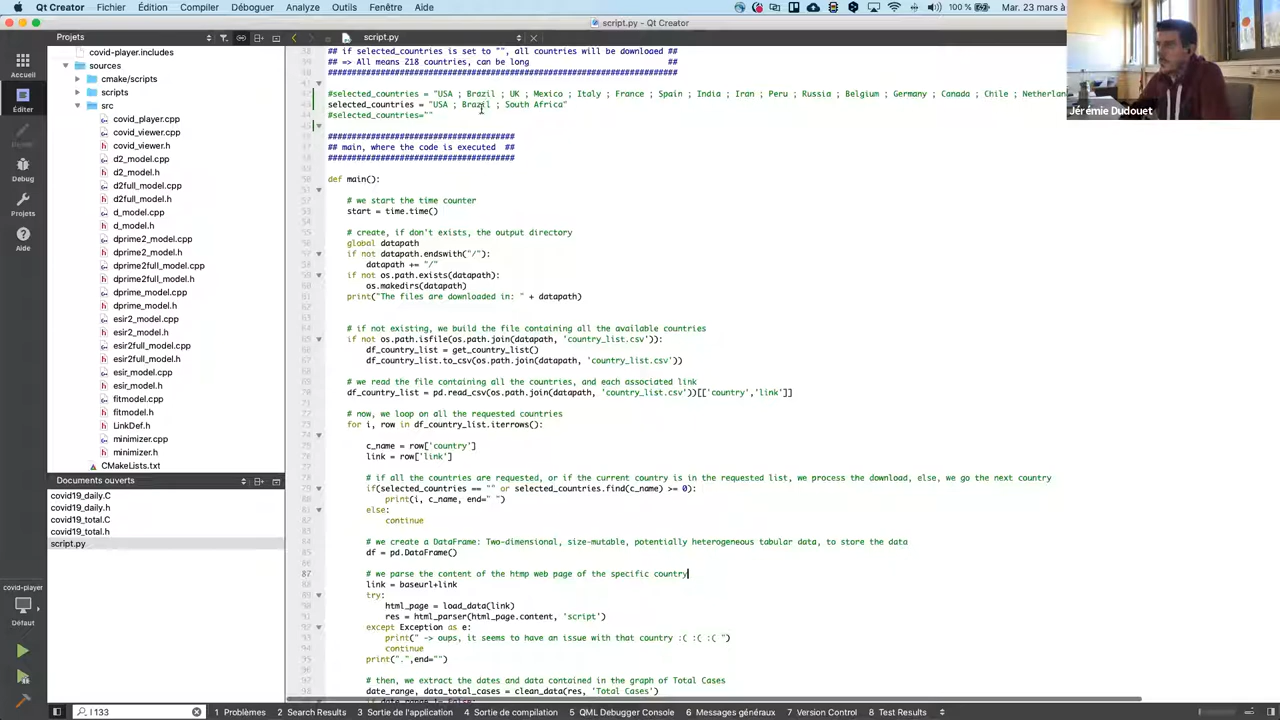 Qt Creator Fichier Édition Compiler Déboguer Analyze Outils Fenêtre Aide 100 % Mar. 23 mars à
script.py - Qt Creator
Projets
script.py
Accueil
Éditer
Design
Debug
Projets
Aide
covid-player
Défaut
covid-player.includes
sources
cmake/scripts
scripts
src
covid_player.cpp
covid_viewer.cpp
covid_viewer.h
d2_model.cpp
d2_model.h
d2full_model.cpp
d2full_model.h
d_model.cpp
d_model.h
dprime2_model.cpp
dprime2_model.h
dprime2full_model.cpp
dprime2full_model.h
dprime_model.cpp
dprime_model.h
esir2_model.cpp
esir2_model.h
esir2full_model.cpp
esir2full_model.h
esir_model.cpp
esir_model.h
fitmodel.cpp
fitmodel.h
LinkDef.h
minimizer.cpp
minimizer.h
CMakeLists.txt
Documents ouverts
covid19_daily.C
covid19_daily.h
covid19_total.C
covid19_total.h
script.py
## if selected_countries is set to "", all countries will be downloaded ##
## => All means 218 countries, can be long ##
##########################################################################
#selected_countries = "USA ; Brazil ; UK ; Mexico ; Italy ; France ; Spain ; India ; Iran ; Peru ; Russia ; Belgium ; Germany ; Canada ; Chile ; Netherlan
selected_countries = "USA ; Brazil ; South Africa"
#selected_countries=""
#######################################
## main, where the code is executed ##
#######################################
def main():
# we start the time counter
start = time.time()
# create, if don't exists, the output directory
global datapath
if not datapath.endswith("/"):
datapath += "/"
if not os.path.exists(datapath):
os.makedirs(datapath)
print("The files are downloaded in: " + datapath)
# if not existing, we build the file containing all the available countries
if not os.path.isfile(os.path.join(datapath, 'country_list.csv')):
df_country_list = get_country_list()
df_country_list.to_csv(os.path.join(datapath, 'country_list.csv'))
# we read the file containing all the countries, and each associated link
df_country_list = pd.read_csv(os.path.join(datapath, 'country_list.csv'))[['country','link']]
# now, we loop on all the requested countries
for i, row in df_country_list.iterrows():
c_name = row['country']
link = row['link']
# if all the countries are requested, or if the current country is in the requested list, we process the download, else, we go the next country
if(selected_countries == "" or selected_countries.find(c_name) >= 0):
print(i, c_name, end=" ")
else:
continue
# we create a DataFrame: Two-dimensional, size-mutable, potentially heterogeneous tabular data, to store the data
df = pd.DataFrame()
# we parse the content of the htmp web page of the specific country
link = baseurl+link
try:
html_page = load_data(link)
res = html_parser(html_page.content, 'script')
except Exception as e:
print(" -> oups, it seems to have an issue with that country :( :( :( ")
continue
print(".",end="")
# then, we extract the dates and data contained in the graph of Total Cases
date_range, data_total_cases = clean_data(res, 'Total Cases')
Jérémie Dudouet
l133
1 Problèmes 2 Search Results 3 Sortie de l'application 4 Sortie de compilation 5 QML Debugger Console 6 Messages généraux 7 Version Control 8 Test Results